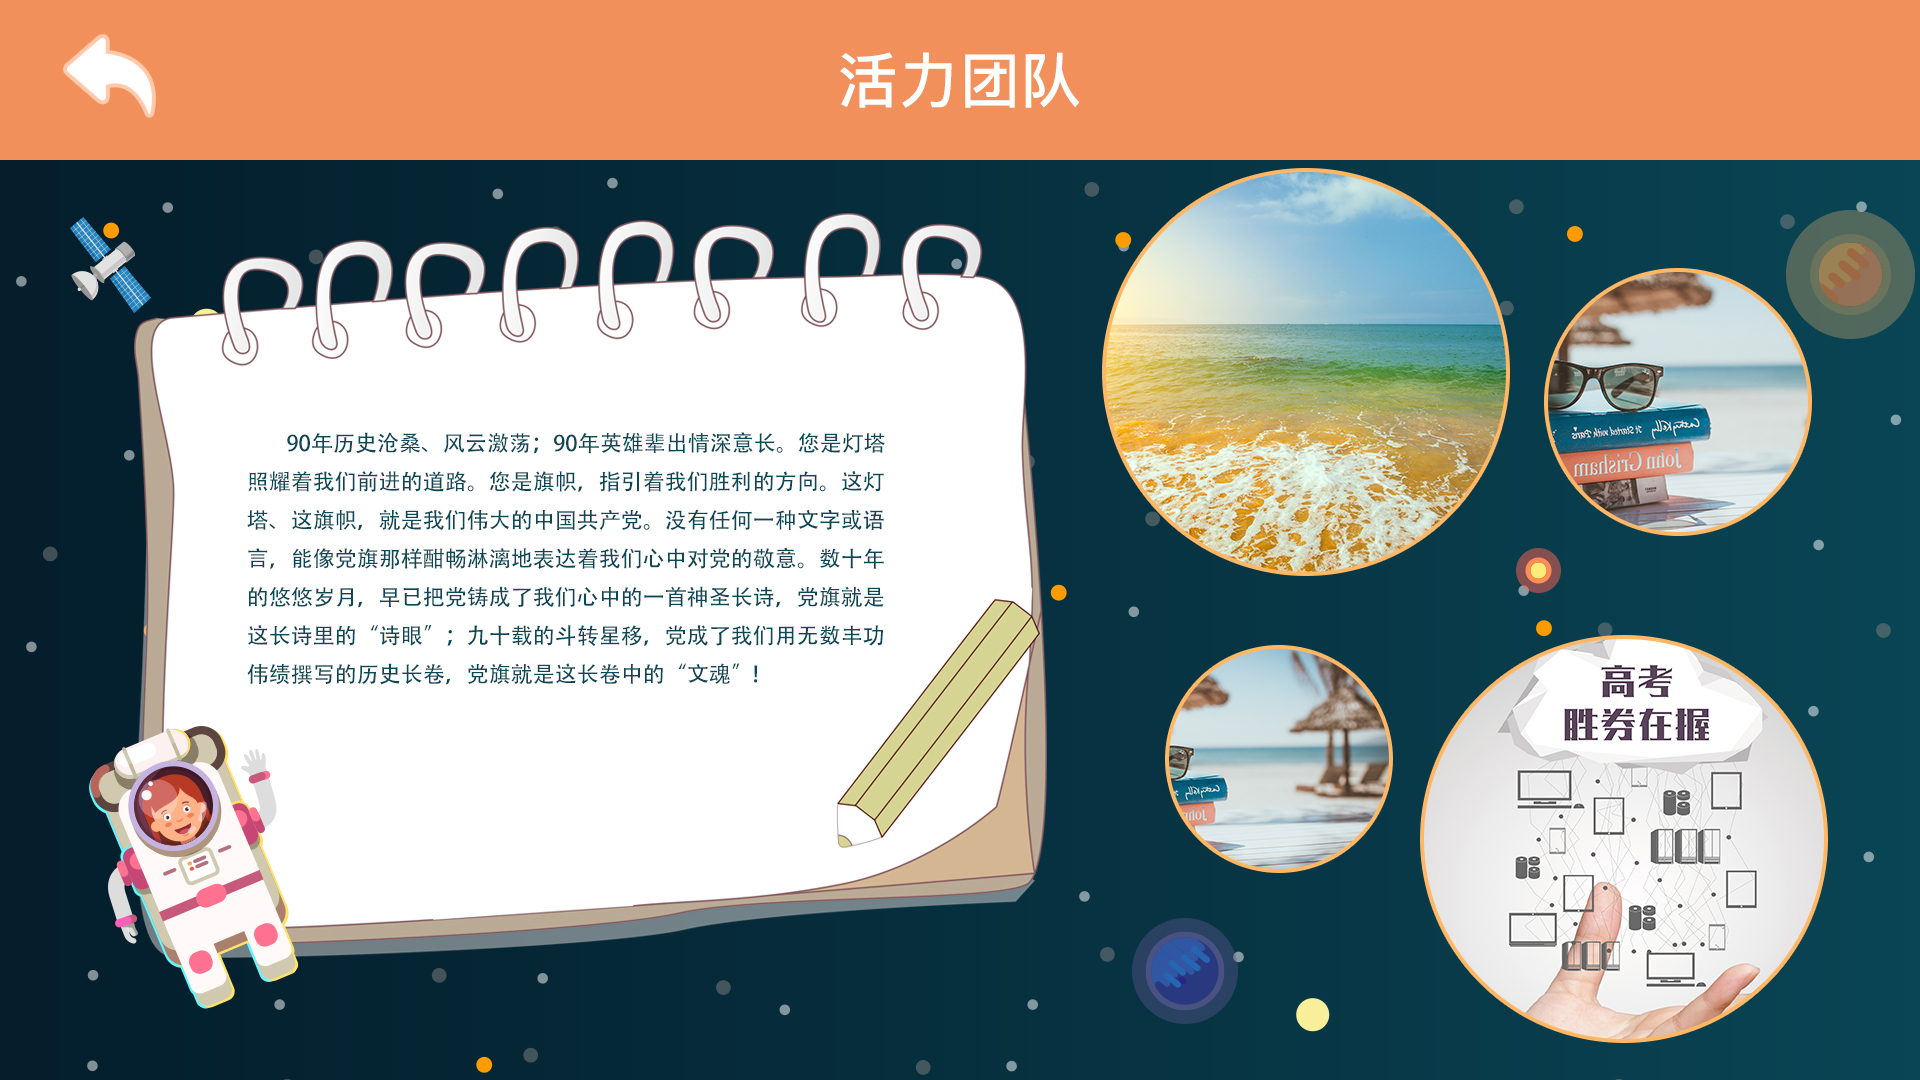 活力团队
90年历史沧桑、风云激荡；90年英雄辈出情深意长。您是灯塔
照耀着我们前进的道路。您是旗帜，指引着我们胜利的方向。这灯
塔、这旗帜，就是我们伟大的中国共产党。没有任何一种文字或语
言，能像党旗那样酣畅淋漓地表达着我们心中对党的敬意。数十年
的悠悠岁月，早已把党铸成了我们心中的一首神圣长诗，党旗就是
这长诗里的“诗眼”；九十载的斗转星移，党成了我们用无数丰功
伟绩撰写的历史长卷，党旗就是这长卷中的“文魂”！
Cathy Kelly It Started with Paris
John Grisham
Cathy Kelly
John
高考
胜券在握